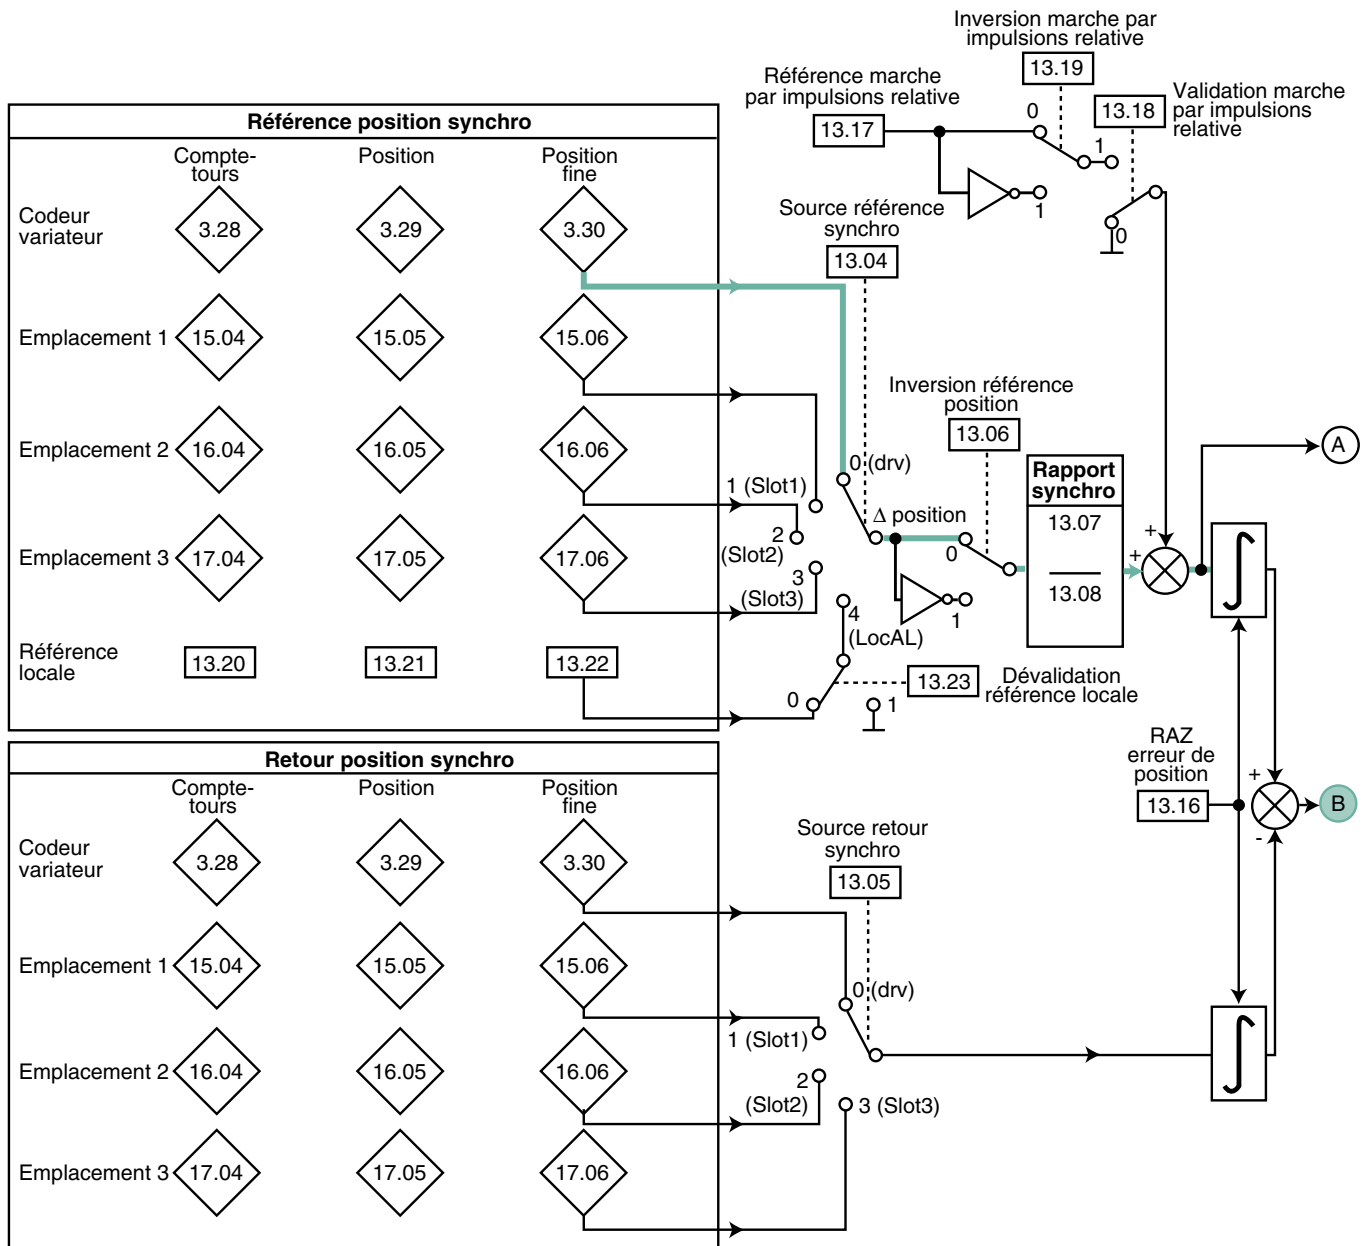 Inversion marche par
impulsions relative
13.19
Référence marche
par impulsions relative
13.17
0
1
1
13.18
Validation marche
par impulsions
relative
0
Source référence
synchro
13.04
Référence position synchro
Compte-
tours
Position
Position
fine
Codeur
variateur
3.28
3.29
3.30
Emplacement 1
15.04
15.05
15.06
Emplacement 2
16.04
16.05
16.06
Emplacement 3
17.04
17.05
17.06
Référence
locale
13.20
13.21
13.22
0 (drv)
1 (Slot1)
2
(Slot2)
3
(Slot3)
4
(LocAL)
0
1
13.23
Dévalidation
référence locale
Δ position
Inversion référence
position
13.06
0
1
Rapport
synchro
13.07
13.08
+
+
A
RAZ
erreur de
position
13.16
+
-
B
Retour position synchro
Compte-
tours
Position
Position
fine
Codeur
variateur
3.28
3.29
3.30
Emplacement 1
15.04
15.05
15.06
Emplacement 2
16.04
16.05
16.06
Emplacement 3
17.04
17.05
17.06
Source retour
synchro
13.05
0 (drv)
1 (Slot1)
2
(Slot2)
3 (Slot3)